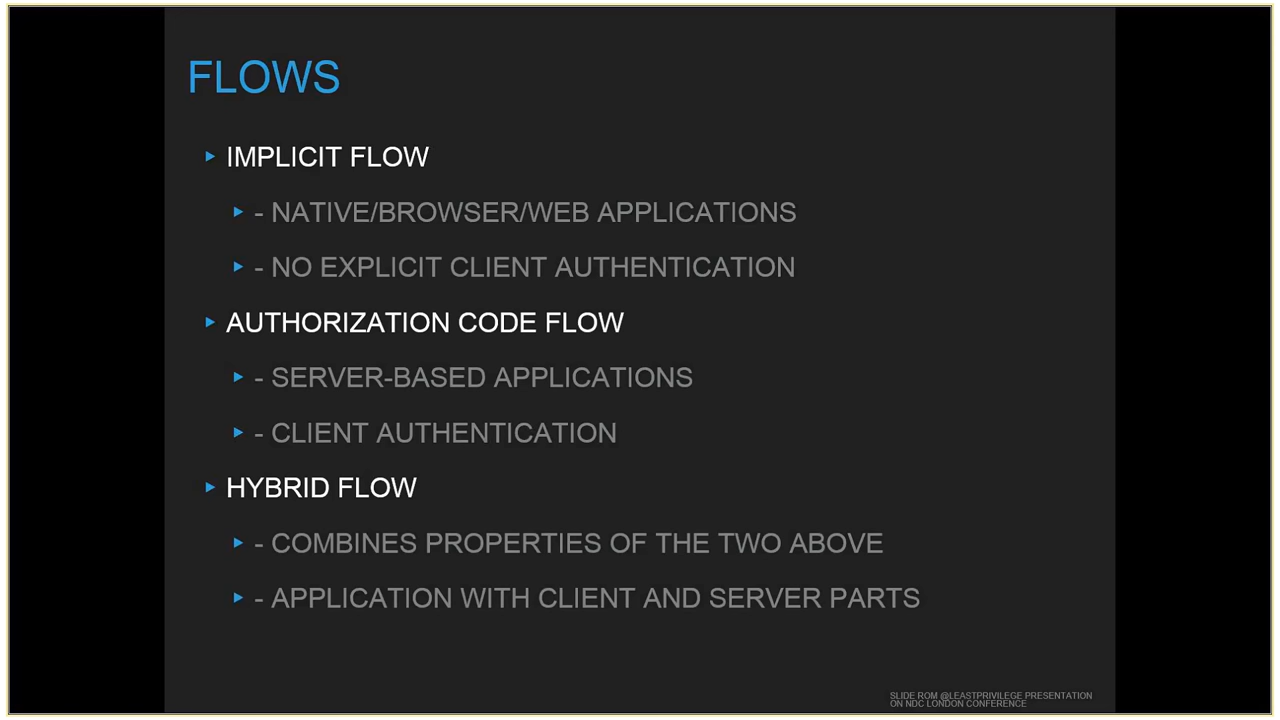 FLOWS
IMPLICIT FLOW
- NATIVE/BROWSER/WEB APPLICATIONS
- NO EXPLICIT CLIENT AUTHENTICATION
AUTHORIZATION CODE FLOW
- SERVER-BASED APPLICATIONS
- CLIENT AUTHENTICATION
HYBRID FLOW
- COMBINES PROPERTIES OF THE TWO ABOVE
- APPLICATION WITH CLIENT AND SERVER PARTS
SLIDE ROM @LEASTPRIVILEGE PRESENTATION
ON NDC LONDON CONFERENCE